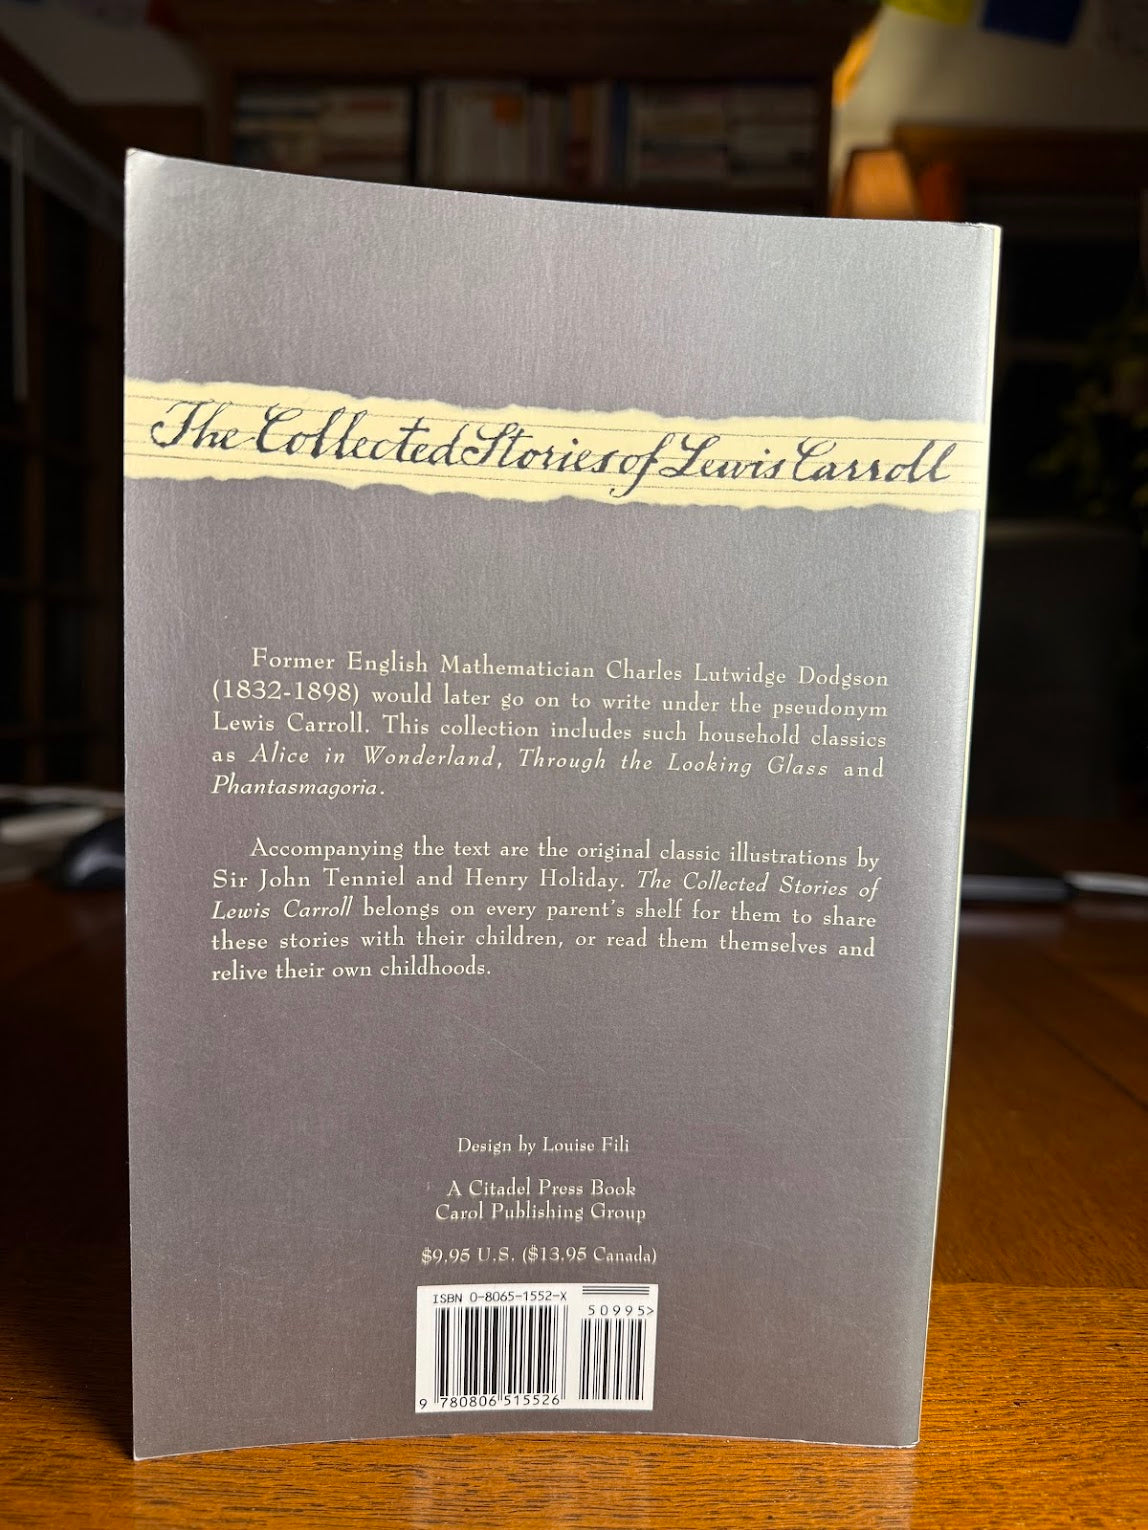 The Collected Stories of Lewis Carroll
Former English Mathematician Charles Lutwidge Dodgson
(1832-1898) would later go on to write under the pseudonym
Lewis Carroll. This collection includes such household classics
as Alice in Wonderland, Through the Looking Glass and
Phantasmagoria.
Accompanying the text are the original classic illustrations by
Sir John Tenniel and Henry Holiday. The Collected Stories of
Lewis Carroll belongs on every parent's shelf for them to share
these stories with their children, or read them themselves and
relive their own childhoods.
Design by Louise Fili
A Citadel Press Book
Carol Publishing Group
$9.95 U.S. ($13.95 Canada)
ISBN 0-8065-1552-X
50995>
9 780806 515526